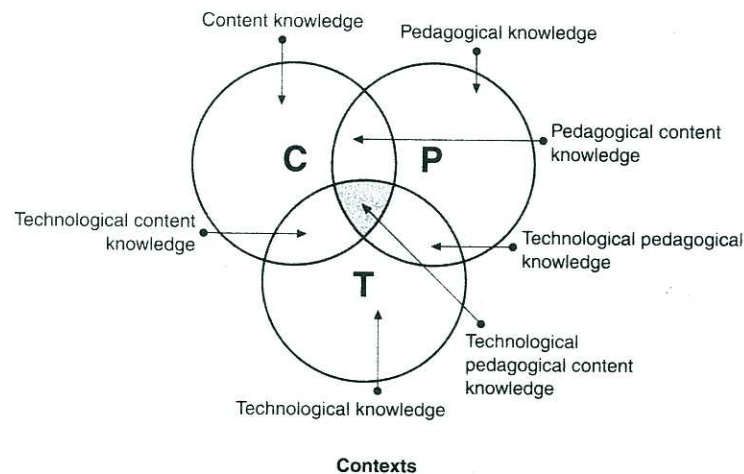 Content knowledge
Pedagogical knowledge
C
P
Pedagogical content
knowledge
Technological content
knowledge
Technological pedagogical
knowledge
T
Technological
pedagogical content
knowledge
Technological knowledge
Contexts